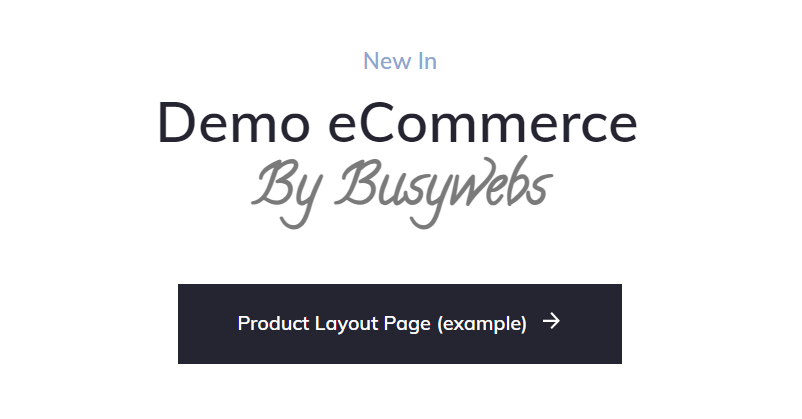 New In
Demo eCommerce
By Busywebs
Product Layout Page (example) →